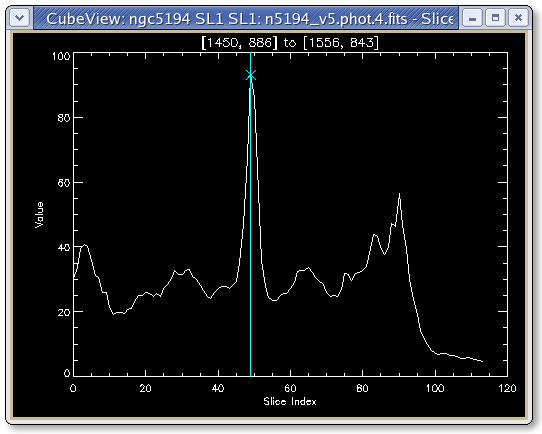 CubeView: ngc5194 SL1 SL1: n5194_v5.phot.4.fits - Slice
[1450, 886] to [1556, 843]
100
80
60
40
20
0
Value
0 20 40 60 80 100 120
Slice Index